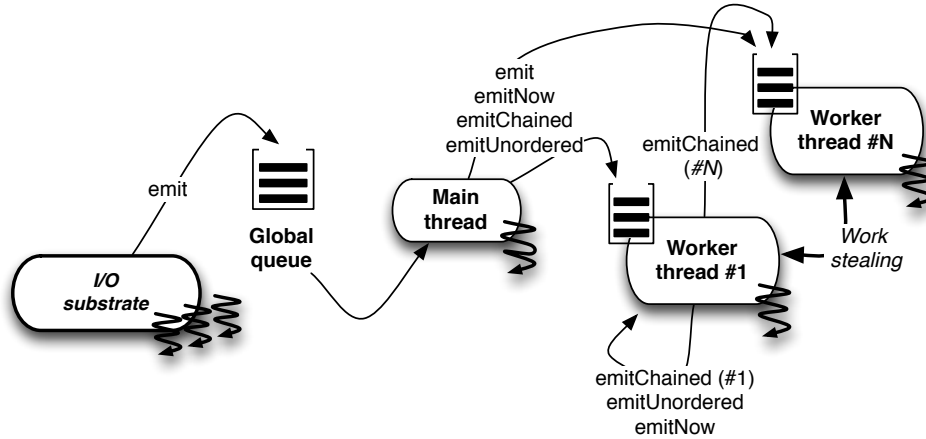 emit
Global
queue
I/O
substrate
emit
emitNow
emitChained
emitUnordered
Main
thread
emitChained
(#N)
Worker
thread #N
Worker
thread #1
Work
stealing
emitChained (#1)
emitUnordered
emitNow